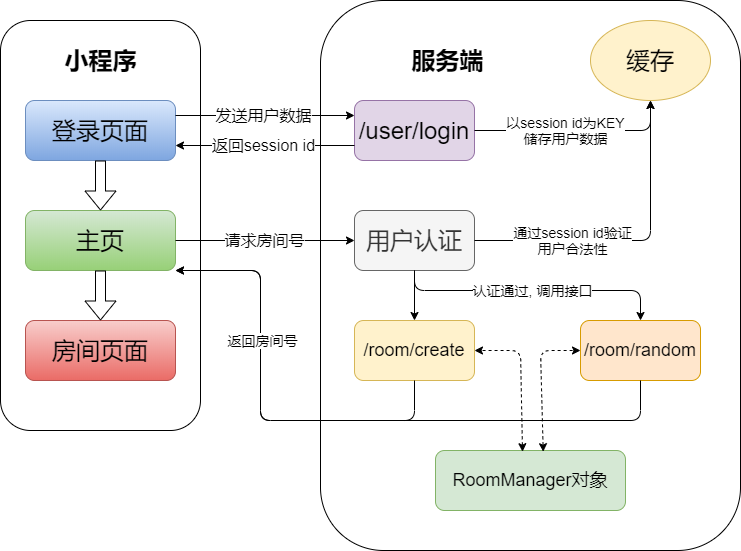 小程序
服务端
缓存
登录页面
发送用户数据
/user/login
以session id为KEY
储存用户数据
返回session id
主页
请求房间号
用户认证
通过session id验证
用户合法性
认证通过, 调用接口
房间页面
返回房间号
/room/create
/room/random
RoomManager对象